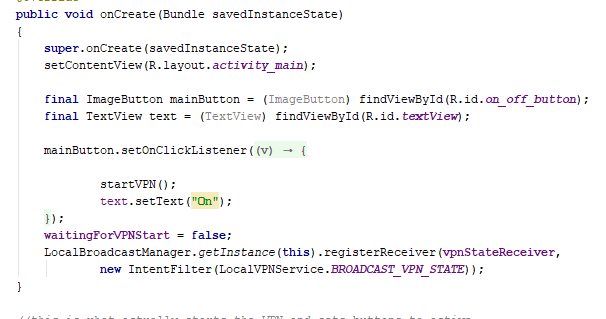 public void onCreate(Bundle savedInstanceState)
{
super.onCreate(savedInstanceState);
setContentView(R.layout.activity_main);
final ImageButton mainButton = (ImageButton) findViewById(R.id.on_off_button);
final TextView text = (TextView) findViewById(R.id.textView);
mainButton.setOnClickListener((v) → {
startVPN();
text.setText("On");
});
waitingForVPNStart = false;
LocalBroadcastManager.getInstance(this).registerReceiver(vpnStateReceiver,
new IntentFilter(LocalVPNService.BROADCAST_VPN_STATE));
}